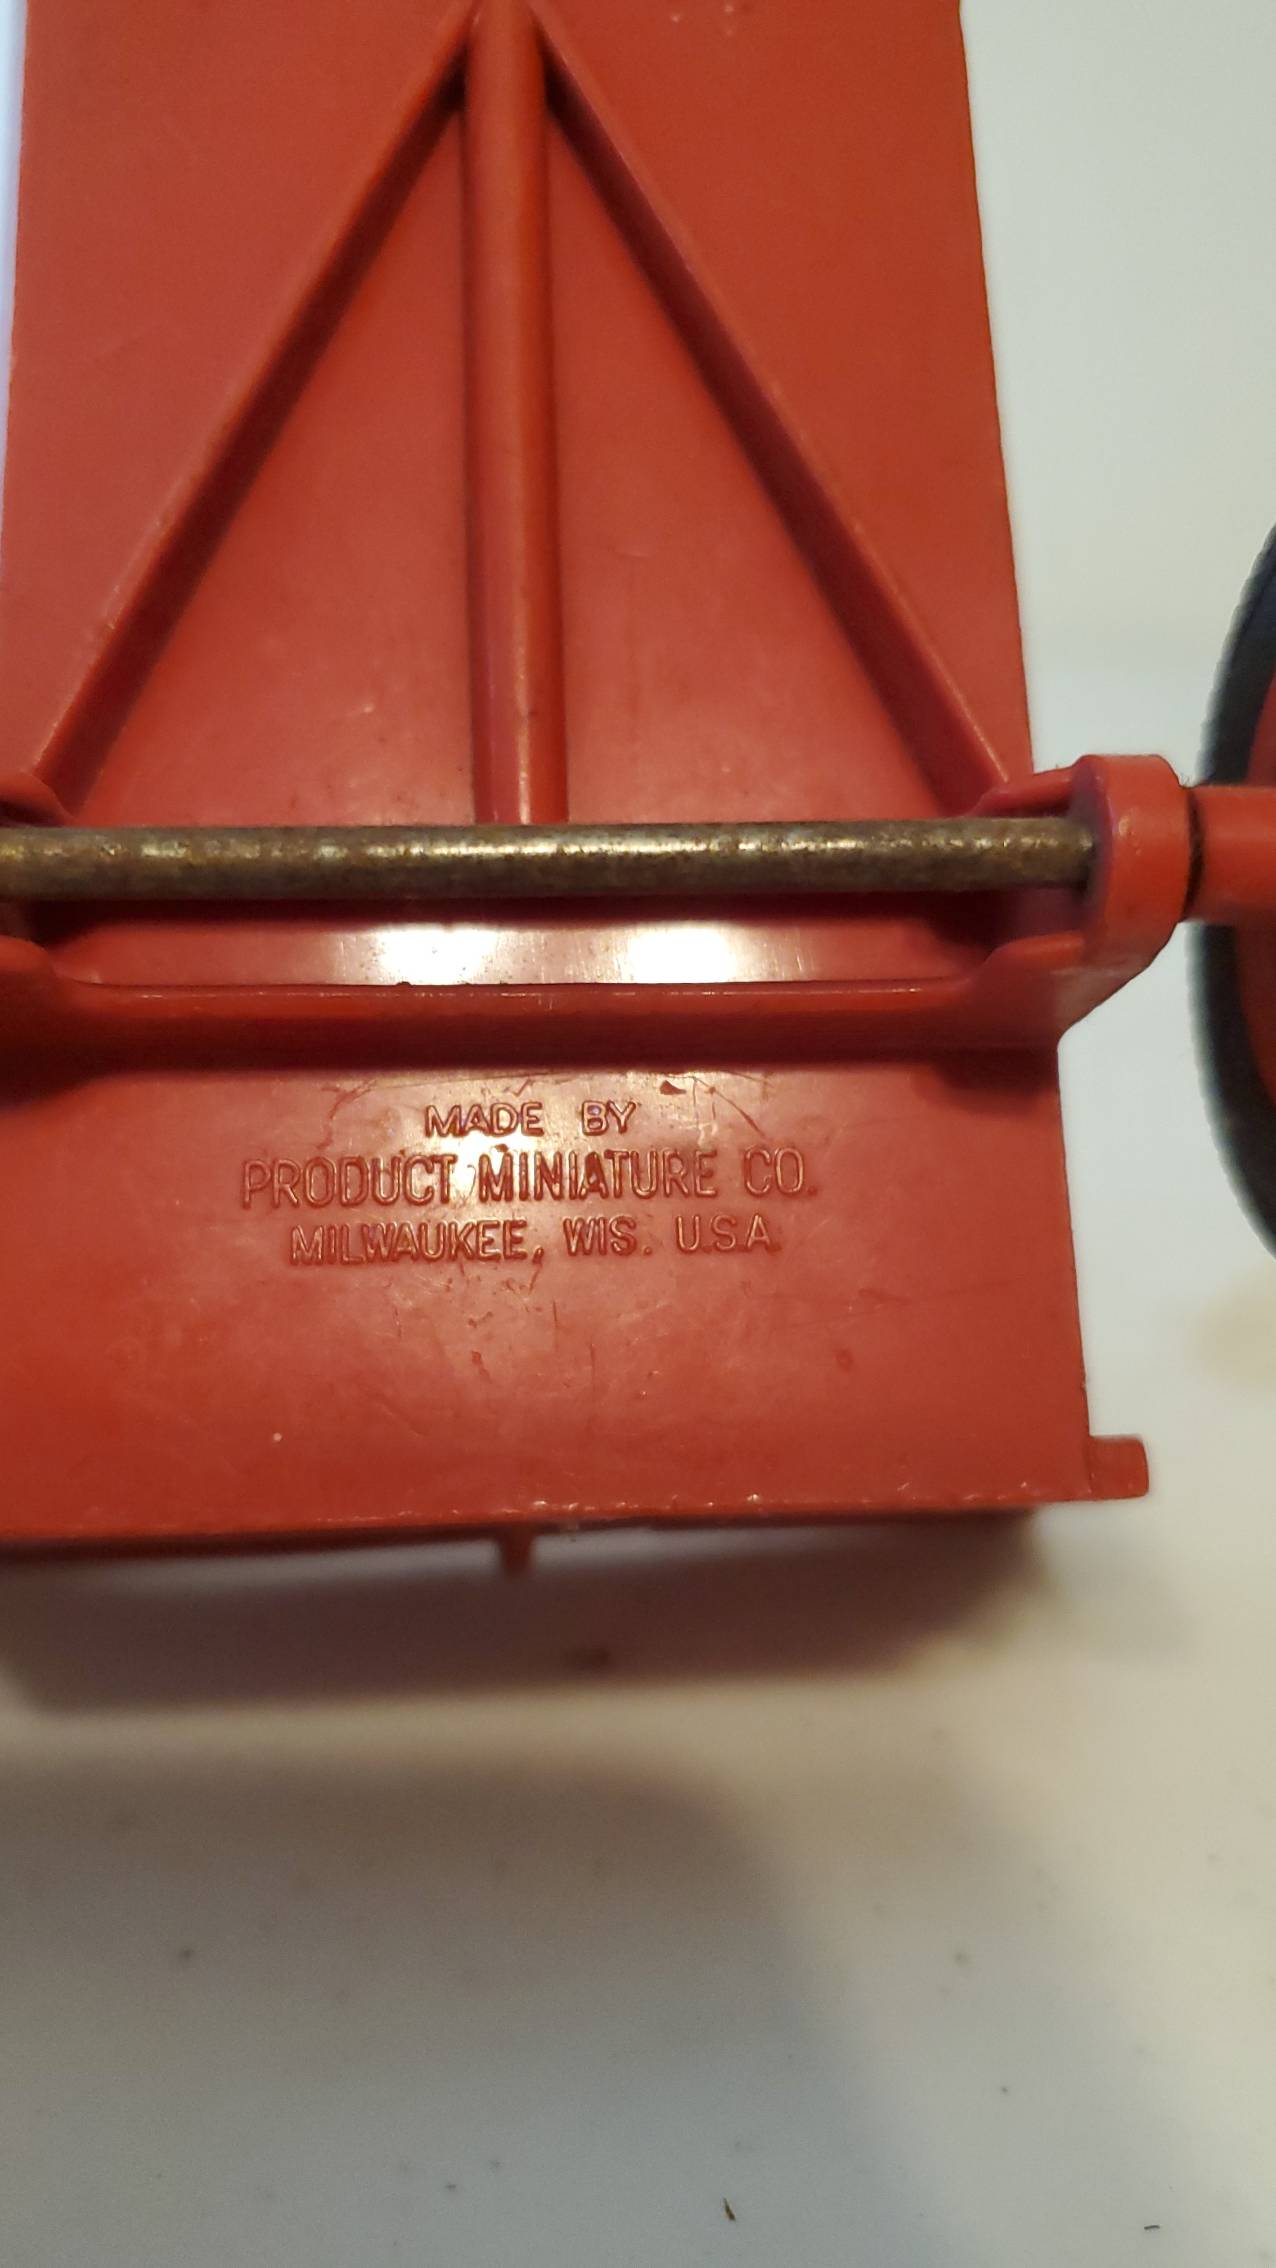 MADE BY
PRODUCT MINIATURE CO.
MILWAUKEE, WIS. U.S.A.